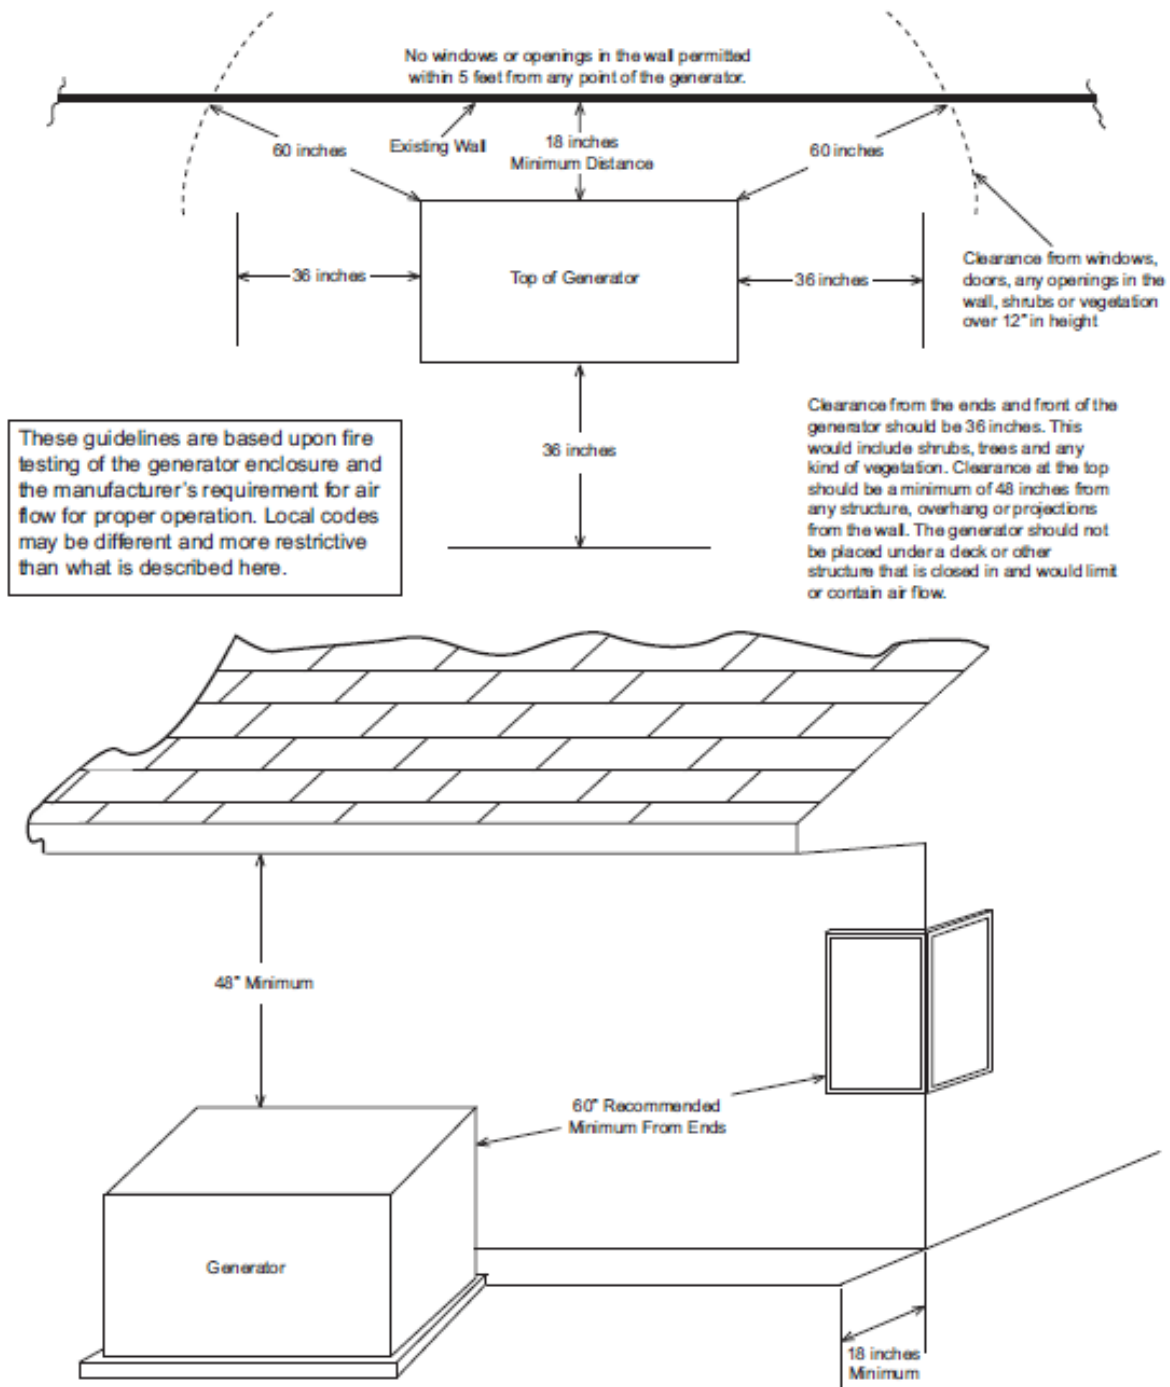 No windows or openings in the wall permitted
within 5 feet from any point of the generator.
60 inches
Existing Wall
18 inches
Minimum Distance
60 inches
36 inches
Top of Generator
36 inches
Clearance from windows,
doors, any openings in the
wall, shrubs or vegetation
over 12" in height
36 inches
These guidelines are based upon fire
testing of the generator enclosure and
the manufacturer's requirement for air
flow for proper operation. Local codes
may be different and more restrictive
than what is described here.
Clearance from the ends and front of the
generator should be 36 inches. This
would include shrubs, trees and any
kind of vegetation. Clearance at the top
should be a minimum of 48 inches from
any structure, overhang or projections
from the wall. The generator should not
be placed under a deck or other
structure that is closed in and would limit
or contain air flow.
48" Minimum
60" Recommended
Minimum From Ends
Generator
18 inches
Minimum